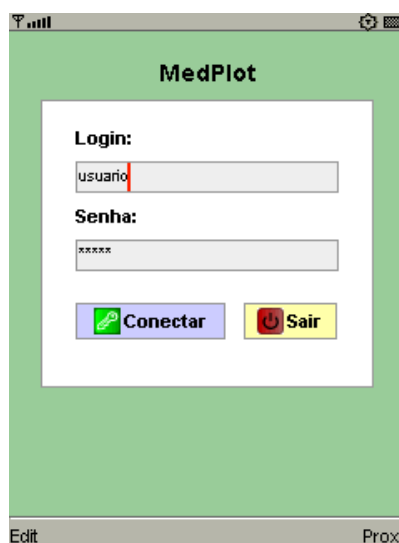 MedPlot
Login:
usuario
Senha:
*****
Conectar Sair
Edit Prox